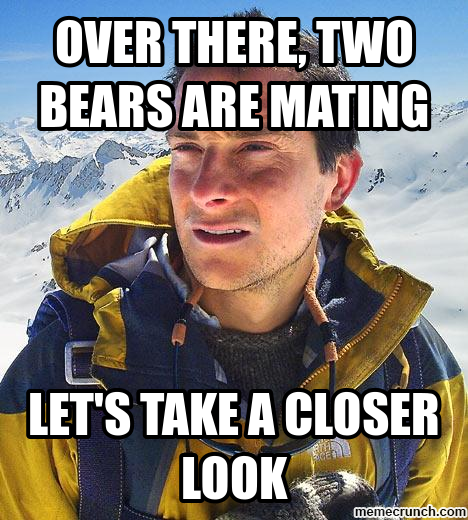 OVER THERE, TWO
BEARS ARE MATING
LET'S TAKE A CLOSER
LOOK
memecrunch.com